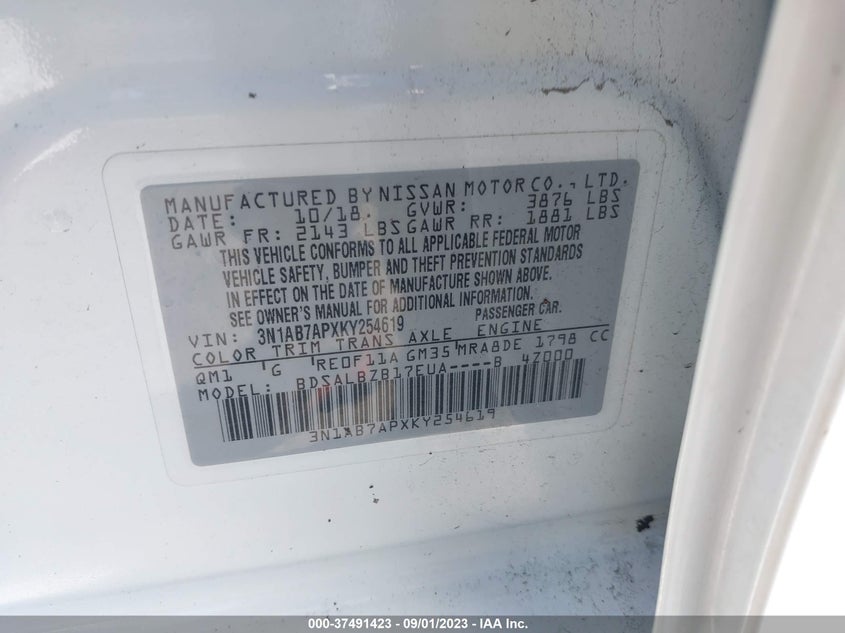 MANUFACTURED BY NISSAN MOTOR CO., LTD.
DATE: 10/18 GVWR: 3876 LBS
GAWR FR: 2143 LBS GAWR RR: 1881 LBS
THIS VEHICLE CONFORMS TO ALL APPLICABLE FEDERAL MOTOR
VEHICLE SAFETY, BUMPER AND THEFT PREVENTION STANDARDS
IN EFFECT ON THE DATE OF MANUFACTURE SHOWN ABOVE.
SEE OWNER'S MANUAL FOR ADDITIONAL INFORMATION.
PASSENGER CAR.
VIN: 3N1AB7APXKY254619
COLOR TRIM TRANS AXLE ENGINE
QM1 G RE0F11A GM35 MRA8DE 1798 CC
MODEL: BDSALBZB17EUA----B 4Z000
3N1AB7APXKY254619
000-37491423 - 09/01/2023 - IAA Inc.